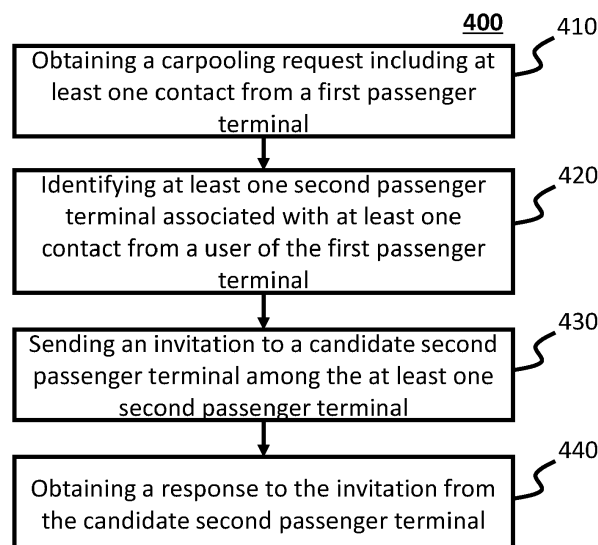 400
410
Obtaining a carpooling request including at
least one contact from a first passenger
terminal
420
Identifying at least one second passenger
terminal associated with at least one
contact from a user of the first passenger
terminal
430
Sending an invitation to a candidate second
passenger terminal among the at least one
second passenger terminal
440
Obtaining a response to the invitation from
the candidate second passenger terminal